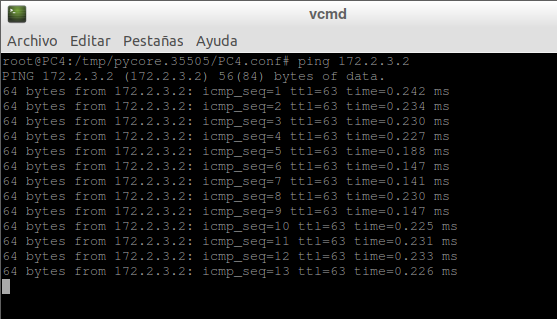 vcmd
Archivo Editar Pestañas Ayuda
root@PC4:/tmp/pycore.35505/PC4.conf# ping 172.2.3.2
PING 172.2.3.2 (172.2.3.2) 56(84) bytes of data.
64 bytes from 172.2.3.2: icmp_seq=1 ttl=63 time=0.242 ms
64 bytes from 172.2.3.2: icmp_seq=2 ttl=63 time=0.234 ms
64 bytes from 172.2.3.2: icmp_seq=3 ttl=63 time=0.230 ms
64 bytes from 172.2.3.2: icmp_seq=4 ttl=63 time=0.227 ms
64 bytes from 172.2.3.2: icmp_seq=5 ttl=63 time=0.188 ms
64 bytes from 172.2.3.2: icmp_seq=6 ttl=63 time=0.147 ms
64 bytes from 172.2.3.2: icmp_seq=7 ttl=63 time=0.141 ms
64 bytes from 172.2.3.2: icmp_seq=8 ttl=63 time=0.230 ms
64 bytes from 172.2.3.2: icmp_seq=9 ttl=63 time=0.147 ms
64 bytes from 172.2.3.2: icmp_seq=10 ttl=63 time=0.225 ms
64 bytes from 172.2.3.2: icmp_seq=11 ttl=63 time=0.231 ms
64 bytes from 172.2.3.2: icmp_seq=12 ttl=63 time=0.233 ms
64 bytes from 172.2.3.2: icmp_seq=13 ttl=63 time=0.226 ms